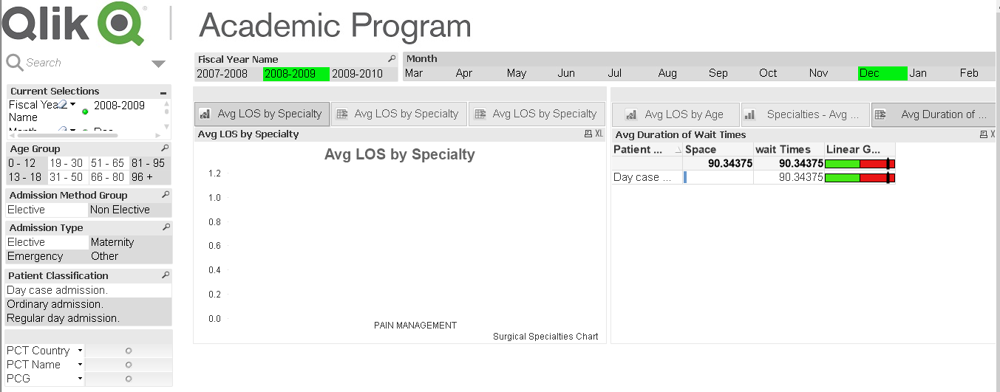 Qlik
Academic Program
Search
Fiscal Year Name
2007-2008 2008-2009 2009-2010
Month
Mar Apr May Jun Jul Aug Sep Oct Nov Dec Jan Feb
Current Selections
Fiscal Yea 2008-2009
Name
Age Group
0 - 12 19 - 30 51 - 65 81 - 95
13 - 18 31 - 50 66 - 80 96 +
Admission Method Group
Elective Non Elective
Admission Type
Elective Maternity
Emergency Other
Patient Classification
Day case admission.
Ordinary admission.
Regular day admission.
PCT Country
PCT Name
PCG
Avg LOS by Specialty Avg LOS by Specialty Avg LOS by Specialty
Avg LOS by Specialty XL
Avg LOS by Specialty
1.2
1.0
0.8
0.6
0.4
0.2
0.0
PAIN MANAGEMENT
Surgical Specialties Chart
Avg LOS by Age Specialties - Avg ... Avg Duration of ...
Avg Duration of Wait Times X
Patient ... Space wait Times Linear G...
90.34375 90.34375
Day case ... 90.34375